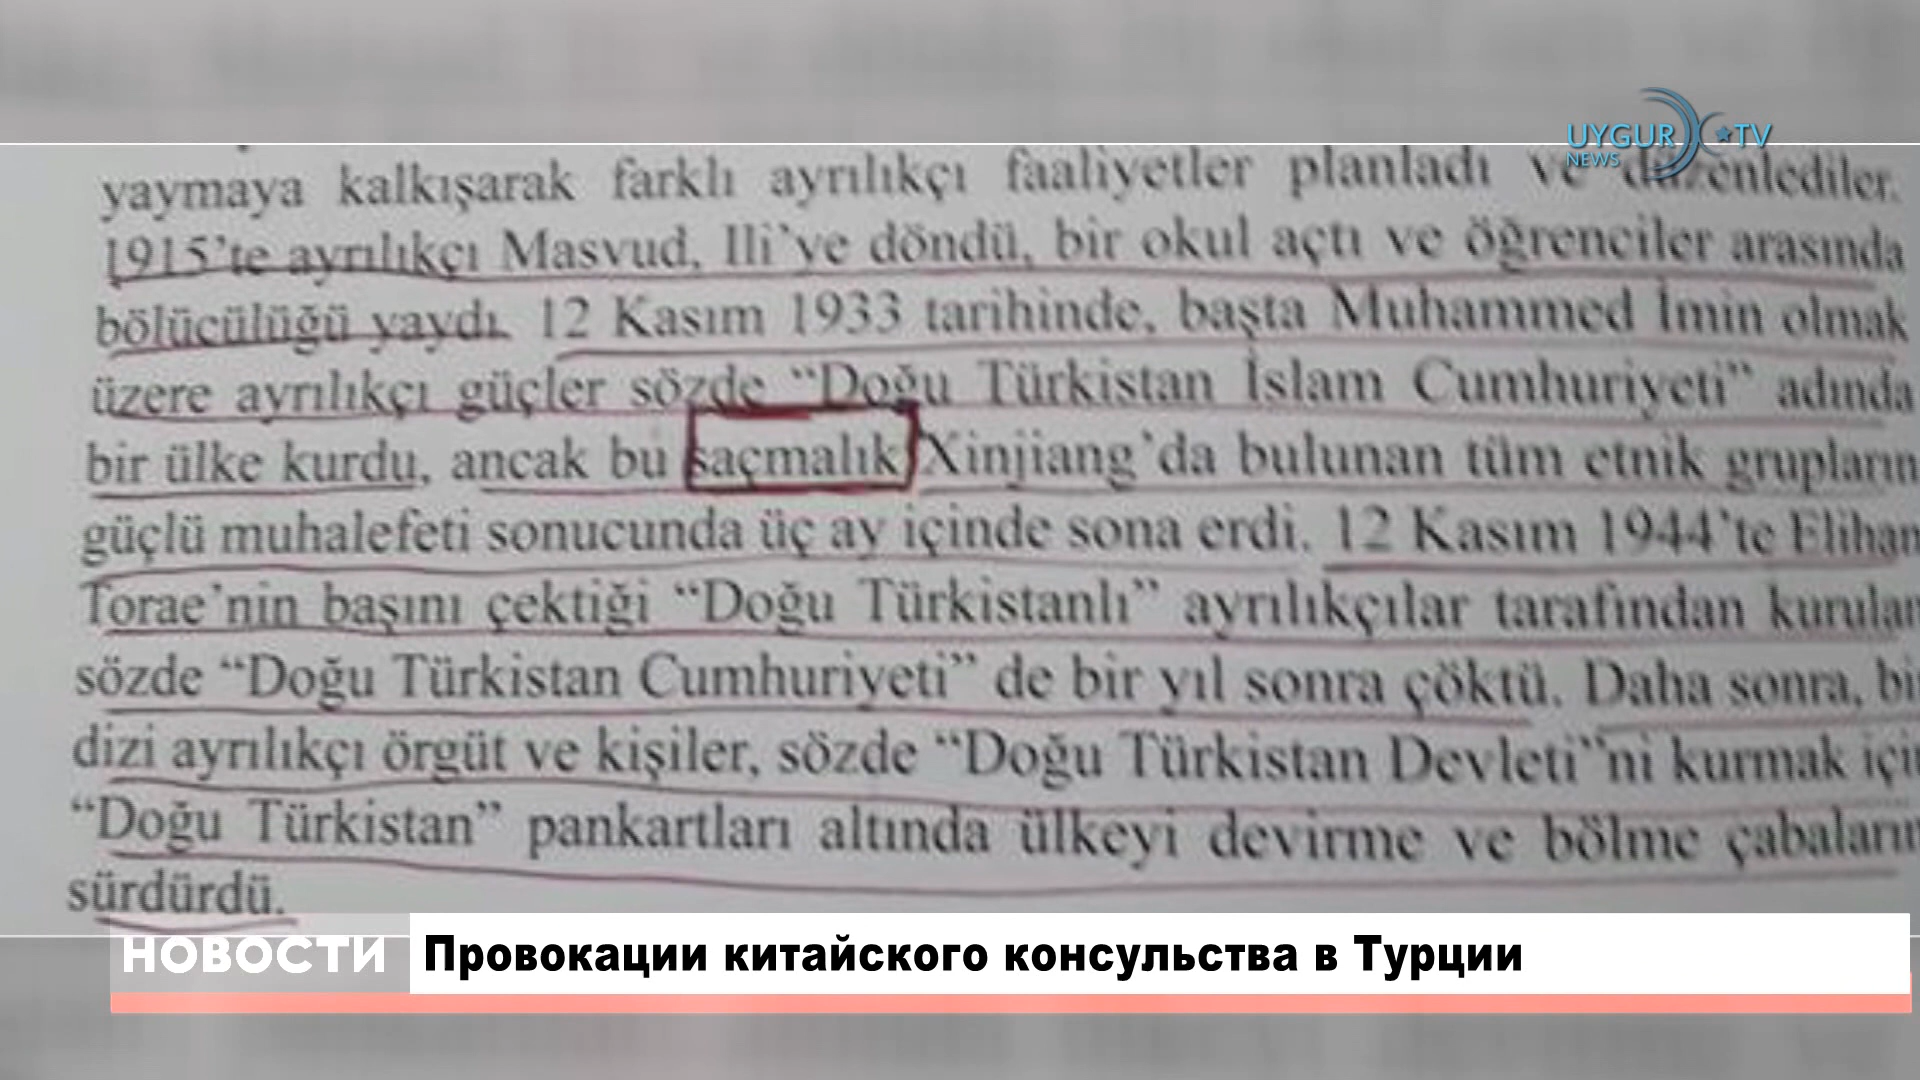 UYGUR TV
NEWS
yaymaya kalkışarak farklı ayrılıkçı faaliyetler planladı ve düzenlediler.
1915’te ayrılıkçı Masvud, Ili’ye döndü, bir okul açtı ve öğrenciler arasında
bölücülüğü yaydı. 12 Kasım 1933 tarihinde, başta Muhammed İmin olmak
üzere ayrılıkçı güçler sözde “Doğu Türkistan İslam Cumhuriyeti” adında
bir ülke kurdu, ancak bu saçmalık Xinjiang’da bulunan tüm etnik grupların
güçlü muhalefeti sonucunda üç ay içinde sona erdi. 12 Kasım 1944’te Elihan
Torae’nin başını çektiği “Doğu Türkistanlı” ayrılıkçılar tarafından kurulan
sözde “Doğu Türkistan Cumhuriyeti” de bir yıl sonra çöktü. Daha sonra, bi
dizi ayrılıkçı örgüt ve kişiler, sözde “Doğu Türkistan Devleti”ni kurmak içi
“Doğu Türkistan” pankartları altında ülkeyi devirme ve bölme çabaların
sürdürdü.
НОВОСТИ Провокации китайского консульства в Турции